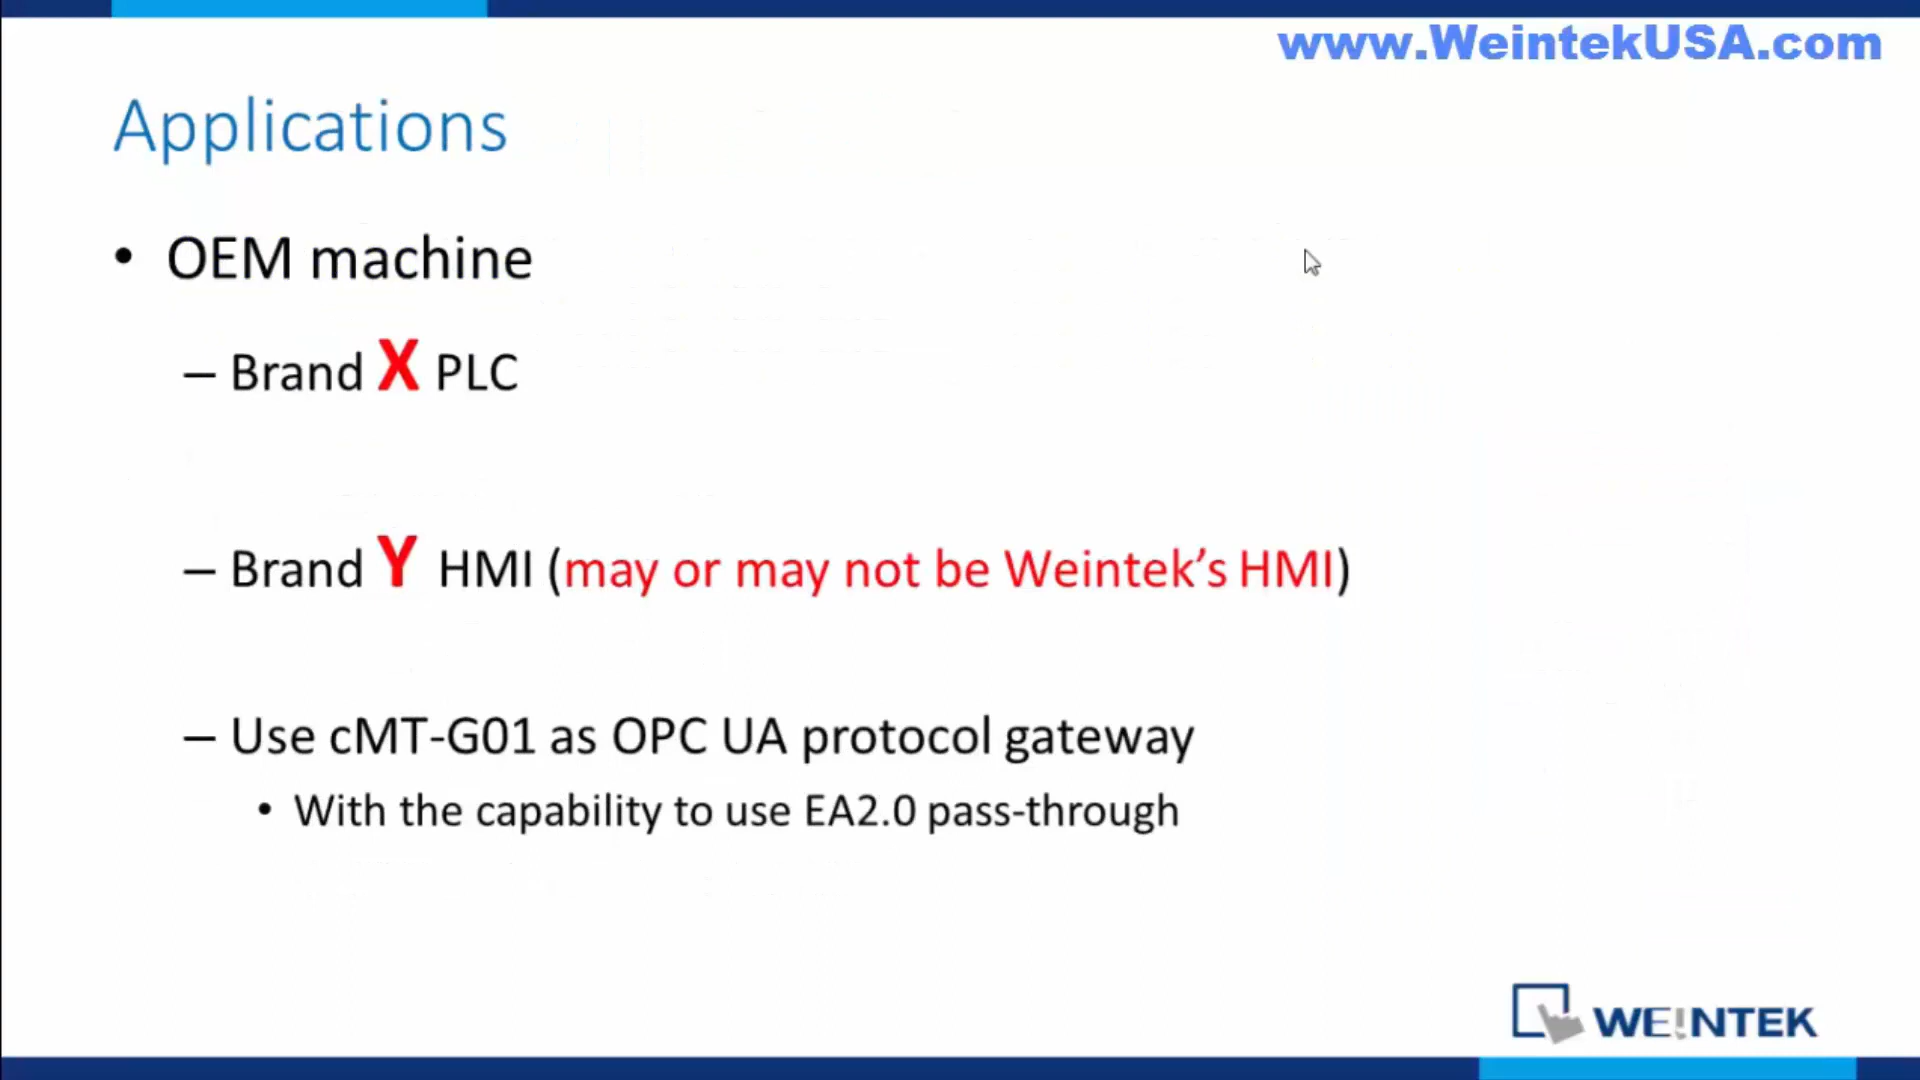 www.WeintekUSA.com
Applications
• OEM machine
– Brand X PLC
– Brand Y HMI (may or may not be Weintek’s HMI)
– Use cMT-G01 as OPC UA protocol gateway
• With the capability to use EA2.0 pass-through
WE!NTEK